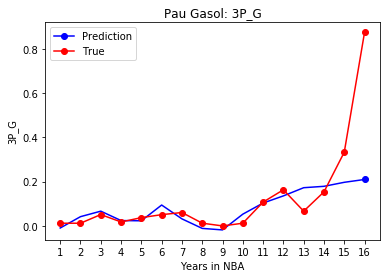 Pau Gasol: 3P_G
Prediction
True
3P_G
0.8
0.6
0.4
0.2
0.0
1 2 3 4 5 6 7 8 9 10 11 12 13 14 15 16
Years in NBA